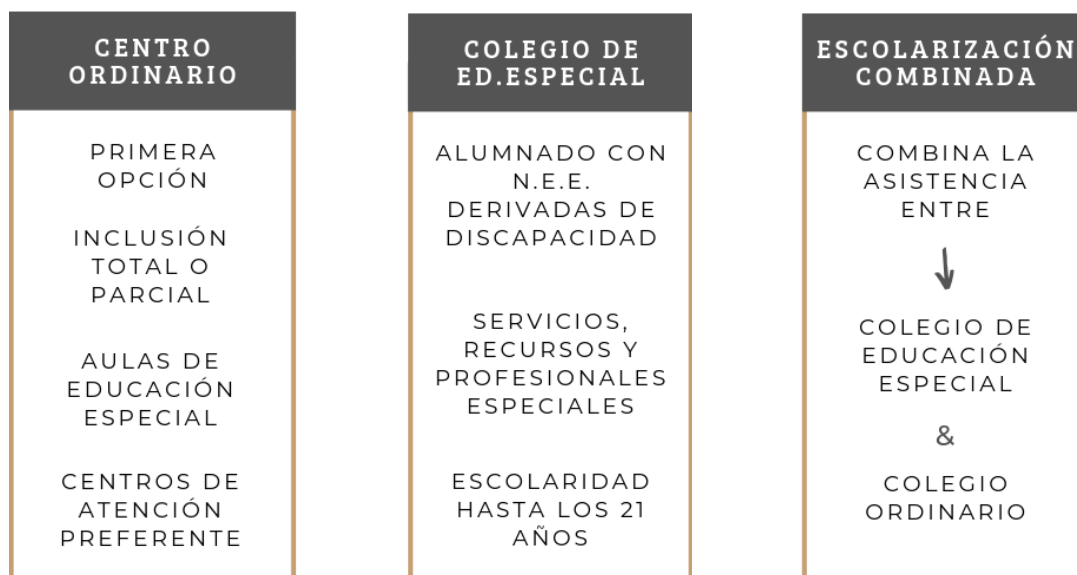 CENTRO
ORDINARIO
PRIMERA
OPCIÓN
INCLUSIÓN
TOTAL O
PARCIAL
AULAS DE
EDUCACIÓN
ESPECIAL
CENTROS DE
ATENCIÓN
PREFERENTE
COLEGIO DE
ED.ESPECIAL
ALUMNADO CON
N.E.E.
DERIVADAS DE
DISCAPACIDAD
SERVICIOS,
RECURSOS Y
PROFESIONALES
ESPECIALES
ESCOLARIDAD
HASTA LOS 21
AÑOS
ESCOLARIZACIÓN
COMBINADA
COMBINA LA
ASISTENCIA
ENTRE
COLEGIO DE
EDUCACIÓN
ESPECIAL
&
COLEGIO
ORDINARIO